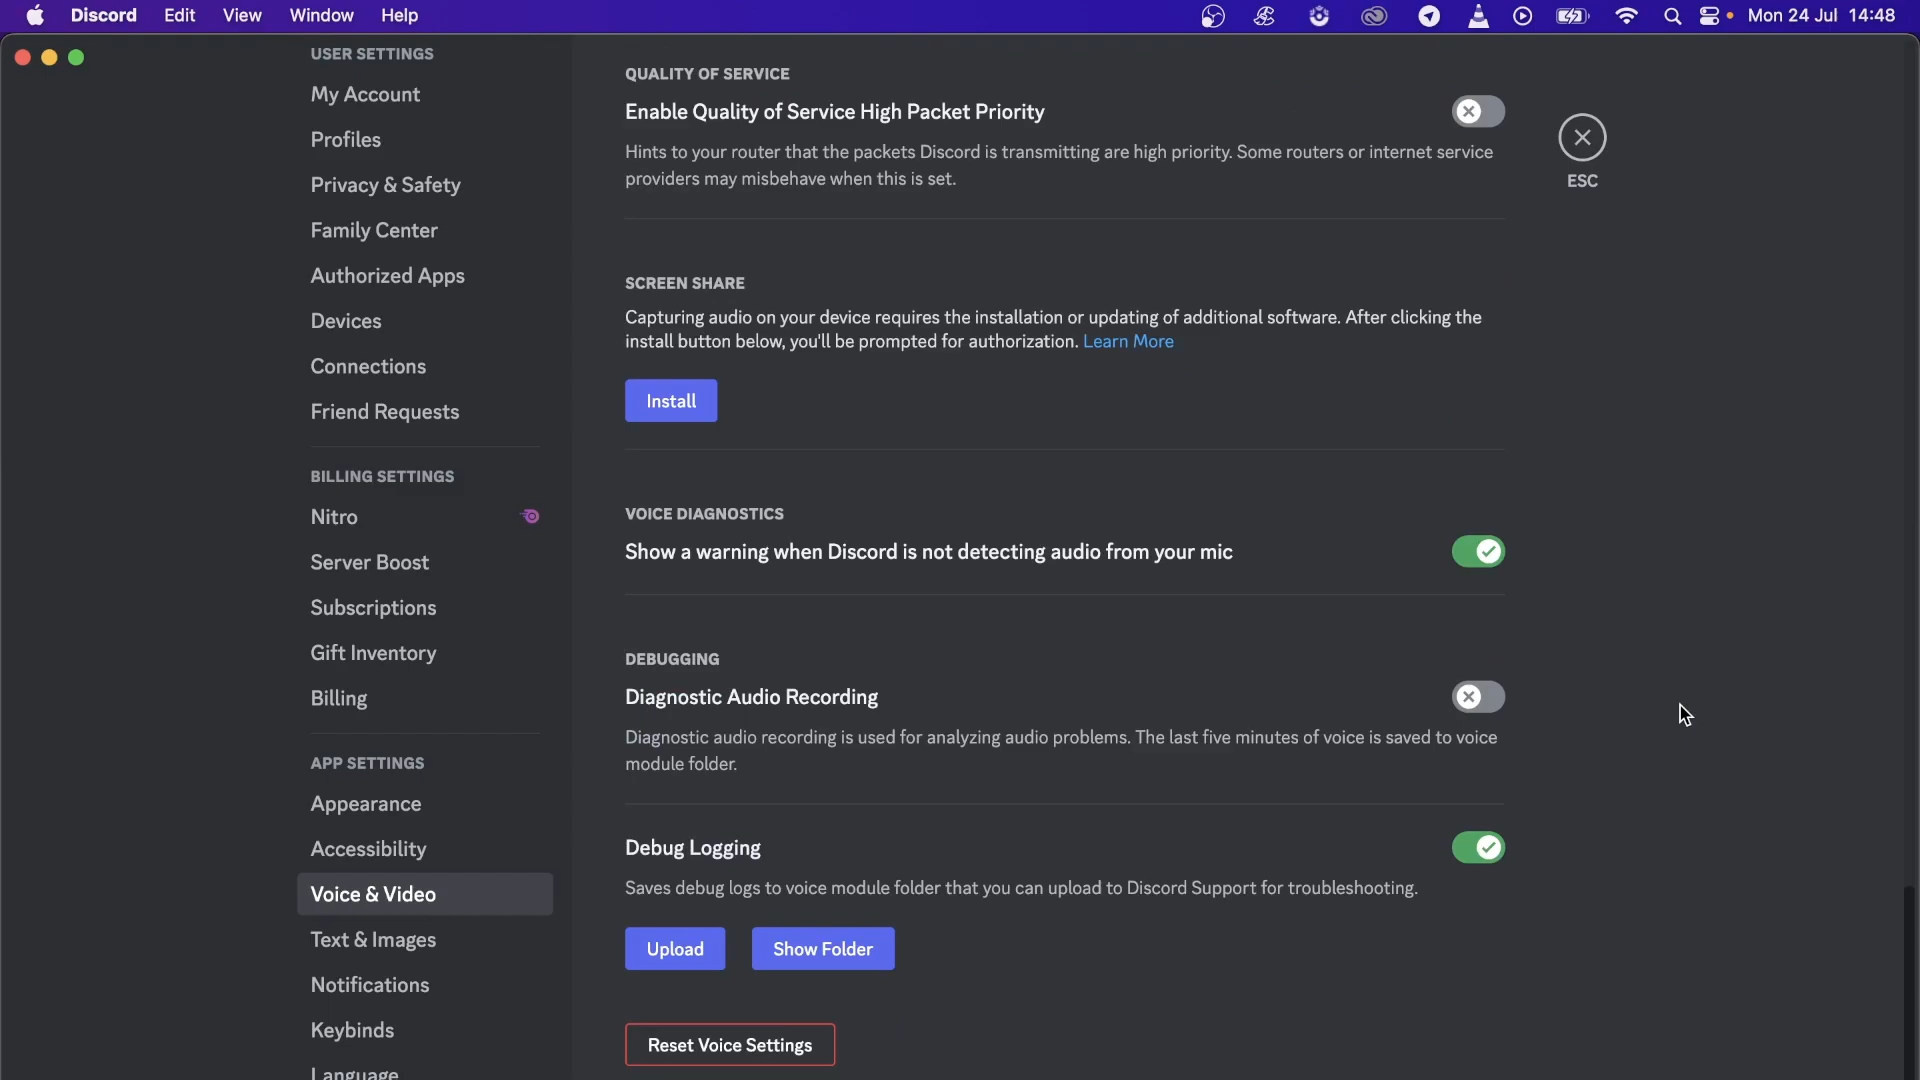 Discord Edit View Window Help Mon 24 Jul 14:48
USER SETTINGS
My Account
Profiles
Privacy & Safety
Family Center
Authorized Apps
Devices
Connections
Friend Requests
BILLING SETTINGS
Nitro
Server Boost
Subscriptions
Gift Inventory
Billing
APP SETTINGS
Appearance
Accessibility
Voice & Video
Text & Images
Notifications
Keybinds
Language
QUALITY OF SERVICE
Enable Quality of Service High Packet Priority
Hints to your router that the packets Discord is transmitting are high priority. Some routers or internet service
providers may misbehave when this is set.
SCREEN SHARE
Capturing audio on your device requires the installation or updating of additional software. After clicking the
install button below, you'll be prompted for authorization. Learn More
Install
VOICE DIAGNOSTICS
Show a warning when Discord is not detecting audio from your mic
DEBUGGING
Diagnostic Audio Recording
Diagnostic audio recording is used for analyzing audio problems. The last five minutes of voice is saved to voice
module folder.
Debug Logging
Saves debug logs to voice module folder that you can upload to Discord Support for troubleshooting.
Upload Show Folder
Reset Voice Settings
ESC